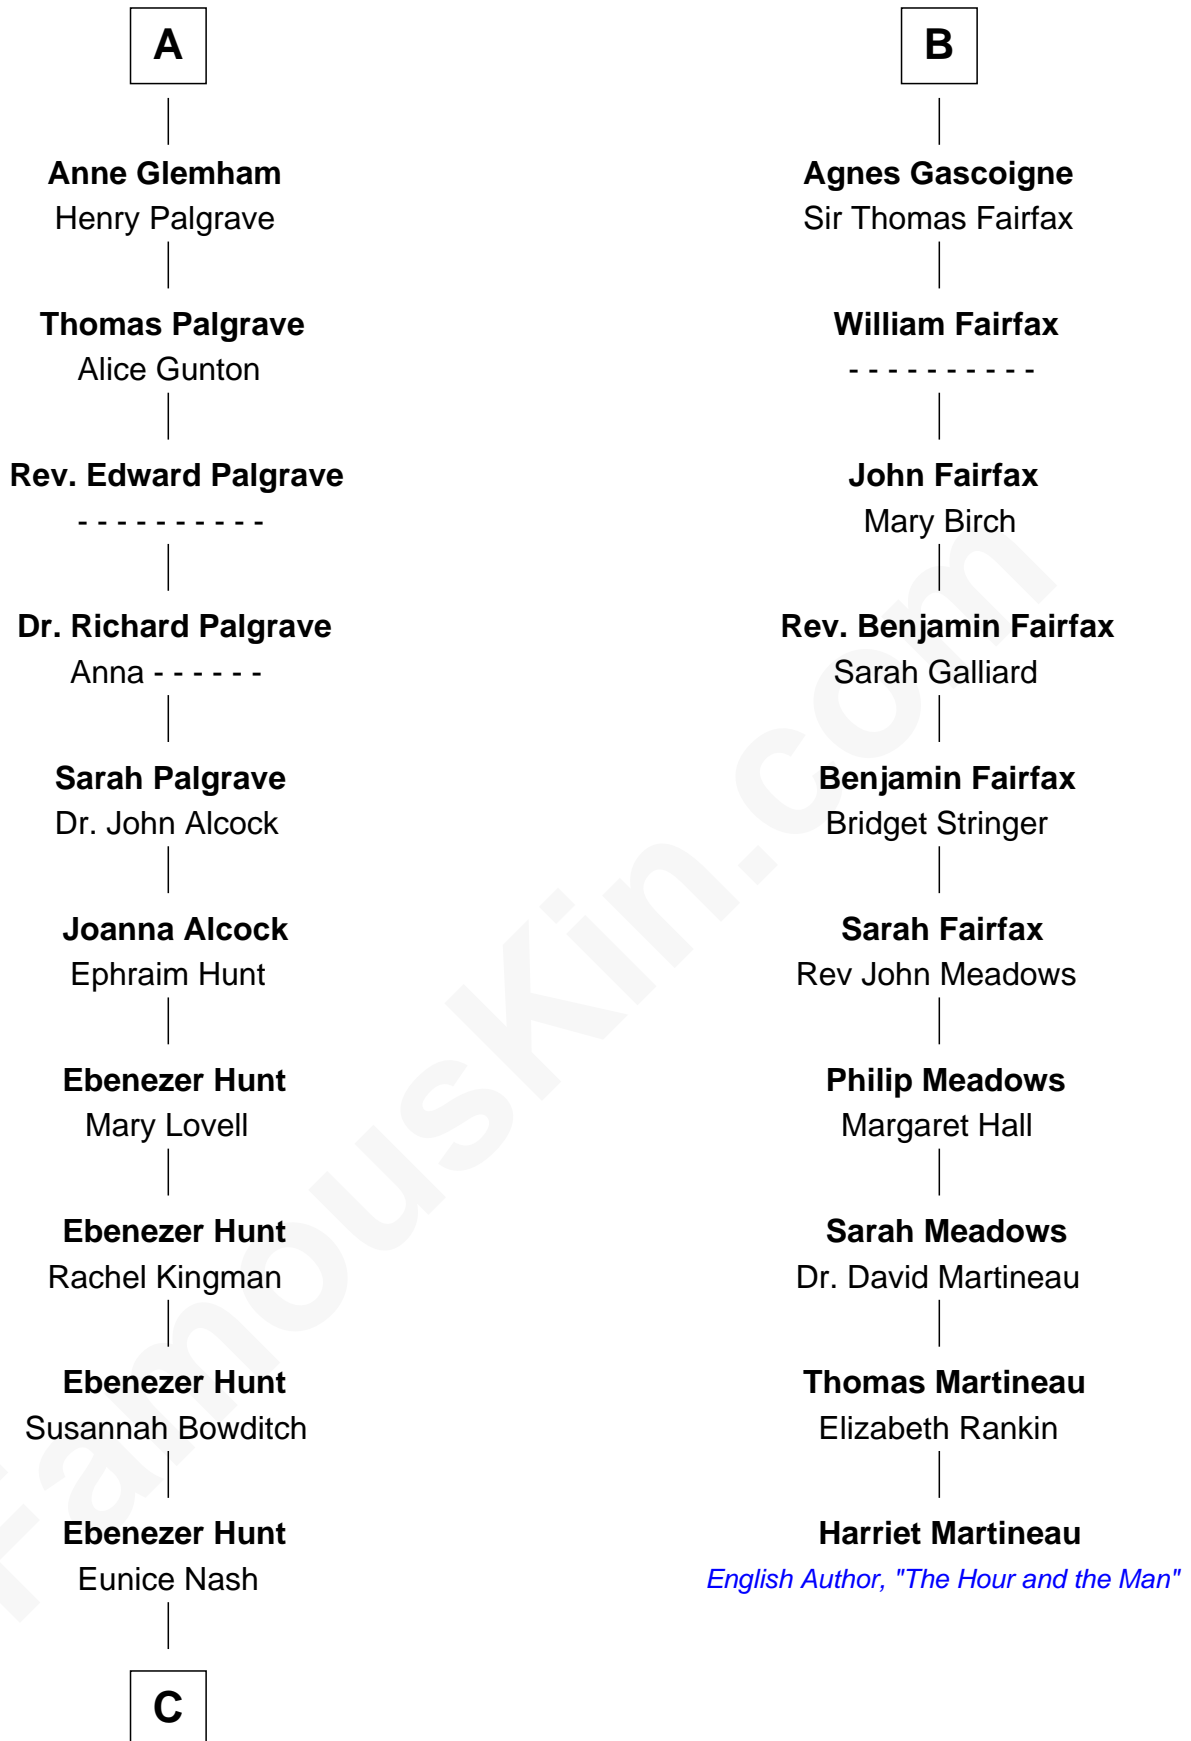 A
Anne Glemham
Henry Palgrave
Thomas Palgrave
Alice Gunton
Rev. Edward Palgrave
- - - - - - - - - -
Dr. Richard Palgrave
Anna - - - - - -
Sarah Palgrave
Dr. John Alcock
Joanna Alcock
Ephraim Hunt
Ebenezer Hunt
Mary Lovell
Ebenezer Hunt
Rachel Kingman
Ebenezer Hunt
Susannah Bowditch
Ebenezer Hunt
Eunice Nash
C
B
Agnes Gascoigne
Sir Thomas Fairfax
William Fairfax
- - - - - - - - - -
John Fairfax
Mary Birch
Rev. Benjamin Fairfax
Sarah Galliard
Benjamin Fairfax
Bridget Stringer
Sarah Fairfax
Rev John Meadows
Philip Meadows
Margaret Hall
Sarah Meadows
Dr. David Martineau
Thomas Martineau
Elizabeth Rankin
Harriet Martineau
English Author, "The Hour and the Man"
FamousKin.com